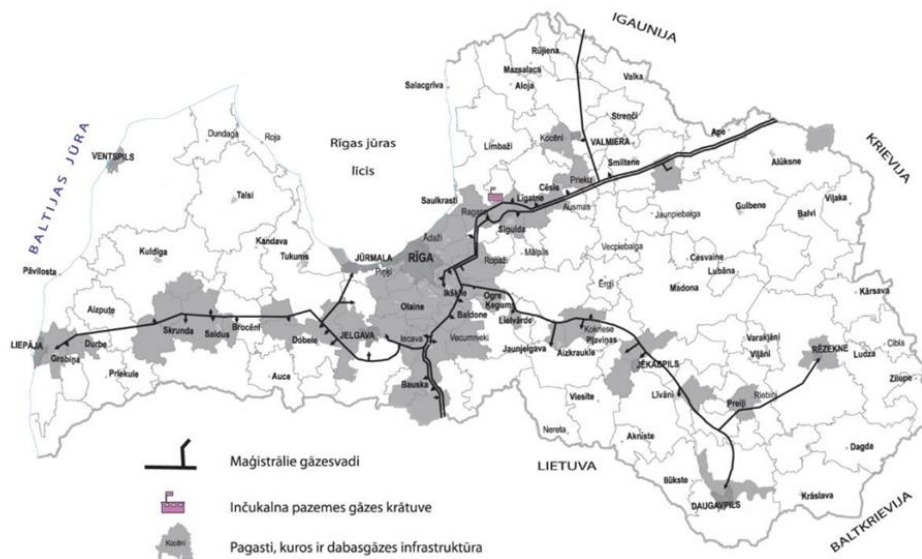 IGAUNIJA
Rūjiena
Mazsalaca
Aloja
Salacgrīva
Valka
Strenči
VALMIERA
Kocēni
Limbaži
Smiltene
Ape
KRIEVIJA
Alūksne
Dundaga
Roja
BALTIJAS JŪRA
VENTSPILS
Rīgas jūras
līcis
Talsi
Saulkrasti
Cēsis
Līgatne
Ausmas
Sigulda
Gulbene
Viļaka
Balvi
Jaunpiebalga
Kandava
Tukums
Kuldīga
JŪRMALA
Ādaži
RĪGA
Piņķi
Ropaži
Mālpils
Vecpiebalga
Cesvaine
Lubāna
Madona
Ērgļi
Kārsava
Pāvilosta
Aizpute
Olaine
Ikšķile
Ogre
Ķegums
Baldone
Lielvārde
Skrunda
Saldus
Brocēni
Dobele
JELGAVA
Iecava
Vecumnieki
Jaunjelgava
Koknese
Pļaviņas
Aizkraukle
LIEPĀJA
Grobiņa
Durbe
Priekule
Auce
Bauska
JĒKABPILS
Varakļāni
Viļāni
RĒZEKNE
Ludza
Cibla
Zilupe
Viesīte
Līvāni
Preiļi
Riebiņi
Nereta
Aknīste
Dagda
LIETUVA
Ilūkste
DAUGAVPILS
Krāslava
BALTKRIEVIJA
Maģistrālie gāzesvadi
Inčukalna pazemes gāzes krātuve
Kocēni
Pagasti, kuros ir dabasgāzes infrastruktūra